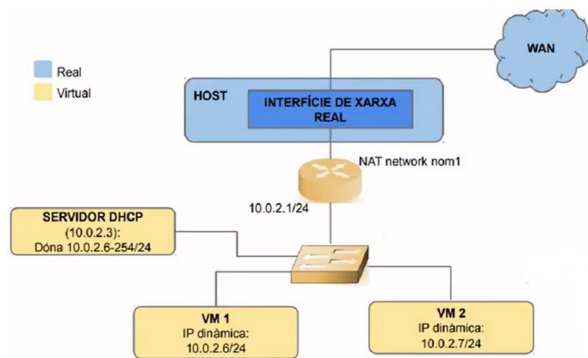 WAN
Real
Virtual
HOST
INTERFÍCIE DE XARXA
REAL
NAT network nom1
10.0.2.1/24
SERVIDOR DHCP
(10.0.2.3):
Dóna 10.0.2.6-254/24
VM 1
IP dinàmica:
10.0.2.6/24
VM 2
IP dinàmica:
10.0.2.7/24